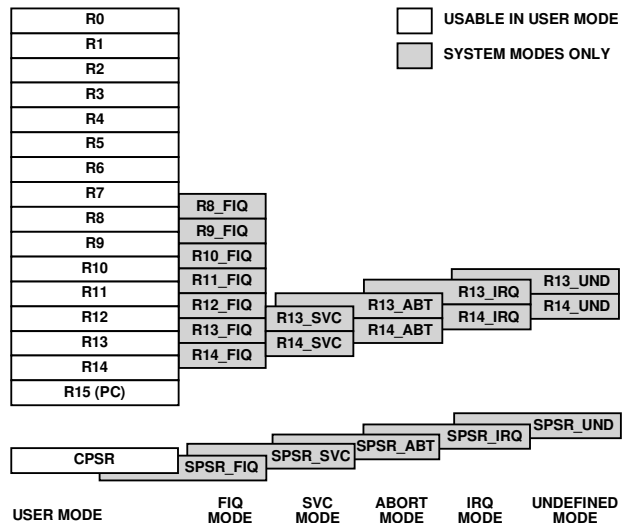 R0
R1
R2
R3
R4
R5
R6
R7
R8
R9
R10
R11
R12
R13
R14
R15 (PC)
R8_FIQ
R9_FIQ
R10_FIQ
R11_FIQ
R12_FIQ
R13_FIQ
R14_FIQ
R13_SVC
R14_SVC
R13_ABT
R14_ABT
R13_IRQ
R14_IRQ
R13_UND
R14_UND
USABLE IN USER MODE
SYSTEM MODES ONLY
CPSR
SPSR_FIQ
SPSR_SVC
SPSR_ABT
SPSR_IRQ
SPSR_UND
USER MODE
FIQ
MODE
SVC
MODE
ABORT
MODE
IRQ
MODE
UNDEFINED
MODE